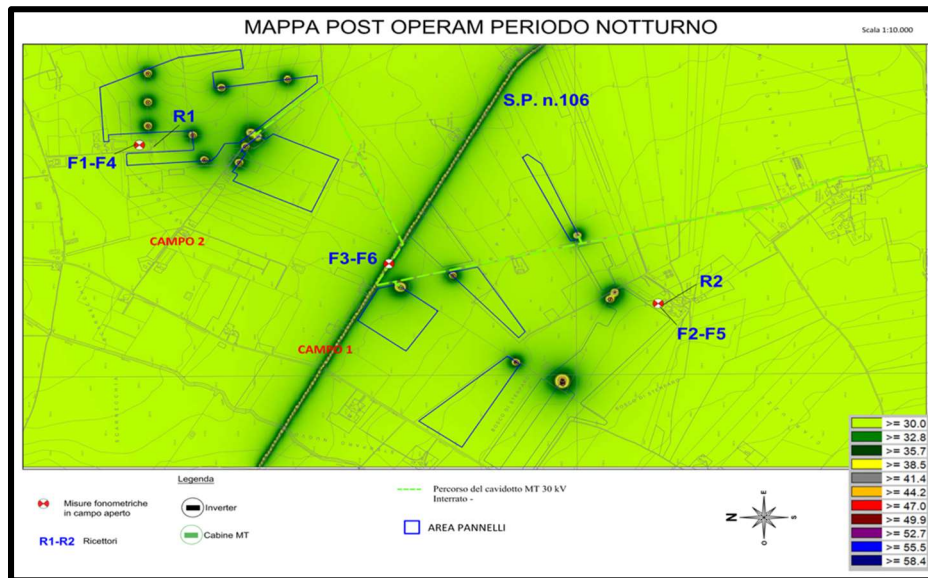 MAPPA POST OPERAM PERIODO NOTTURNO
Scala 1:10.000
S.P. n.106
R1
F1-F4
CAMPO 2
F3-F6
R2
F2-F5
CAMPO 1
>= 30.0
>= 32.8
>= 35.7
>= 38.5
>= 41.4
>= 44.2
>= 47.0
>= 49.9
>= 52.7
>= 55.5
>= 58.4
Legenda
Misure fonometriche
in campo aperto
R1-R2 Ricettori
Inverter
Cabine MT
Percorso del cavidotto MT 30 kV
Interrato -
AREA PANNELLI
E
N
S
O